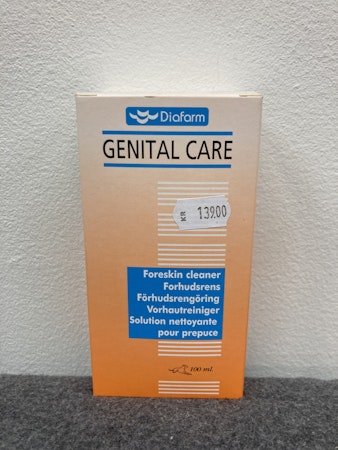 Diafarm
GENITAL CARE
KR 139.00
Foreskin cleaner
Forhudsrens
Förhudsrengöring
Vorhautreiniger
Solution nettoyante
pour prepuce
100 ml.